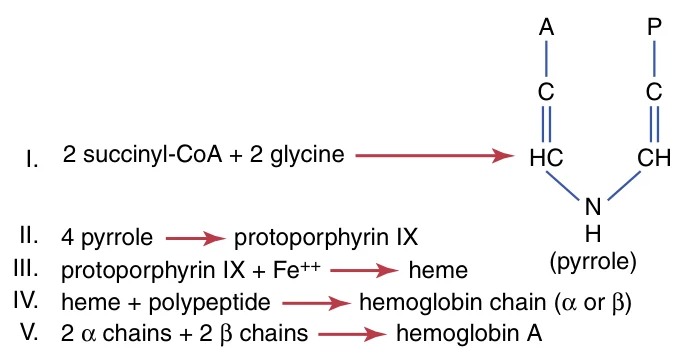 A P
C C
I. 2 succinyl-CoA + 2 glycine HC CH
N
II. 4 pyrrole protoporphyrin IX H
III. protoporphyrin IX + Fe⁺⁺ heme (pyrrole)
IV. heme + polypeptide hemoglobin chain (α or β)
V. 2 α chains + 2 β chains hemoglobin A